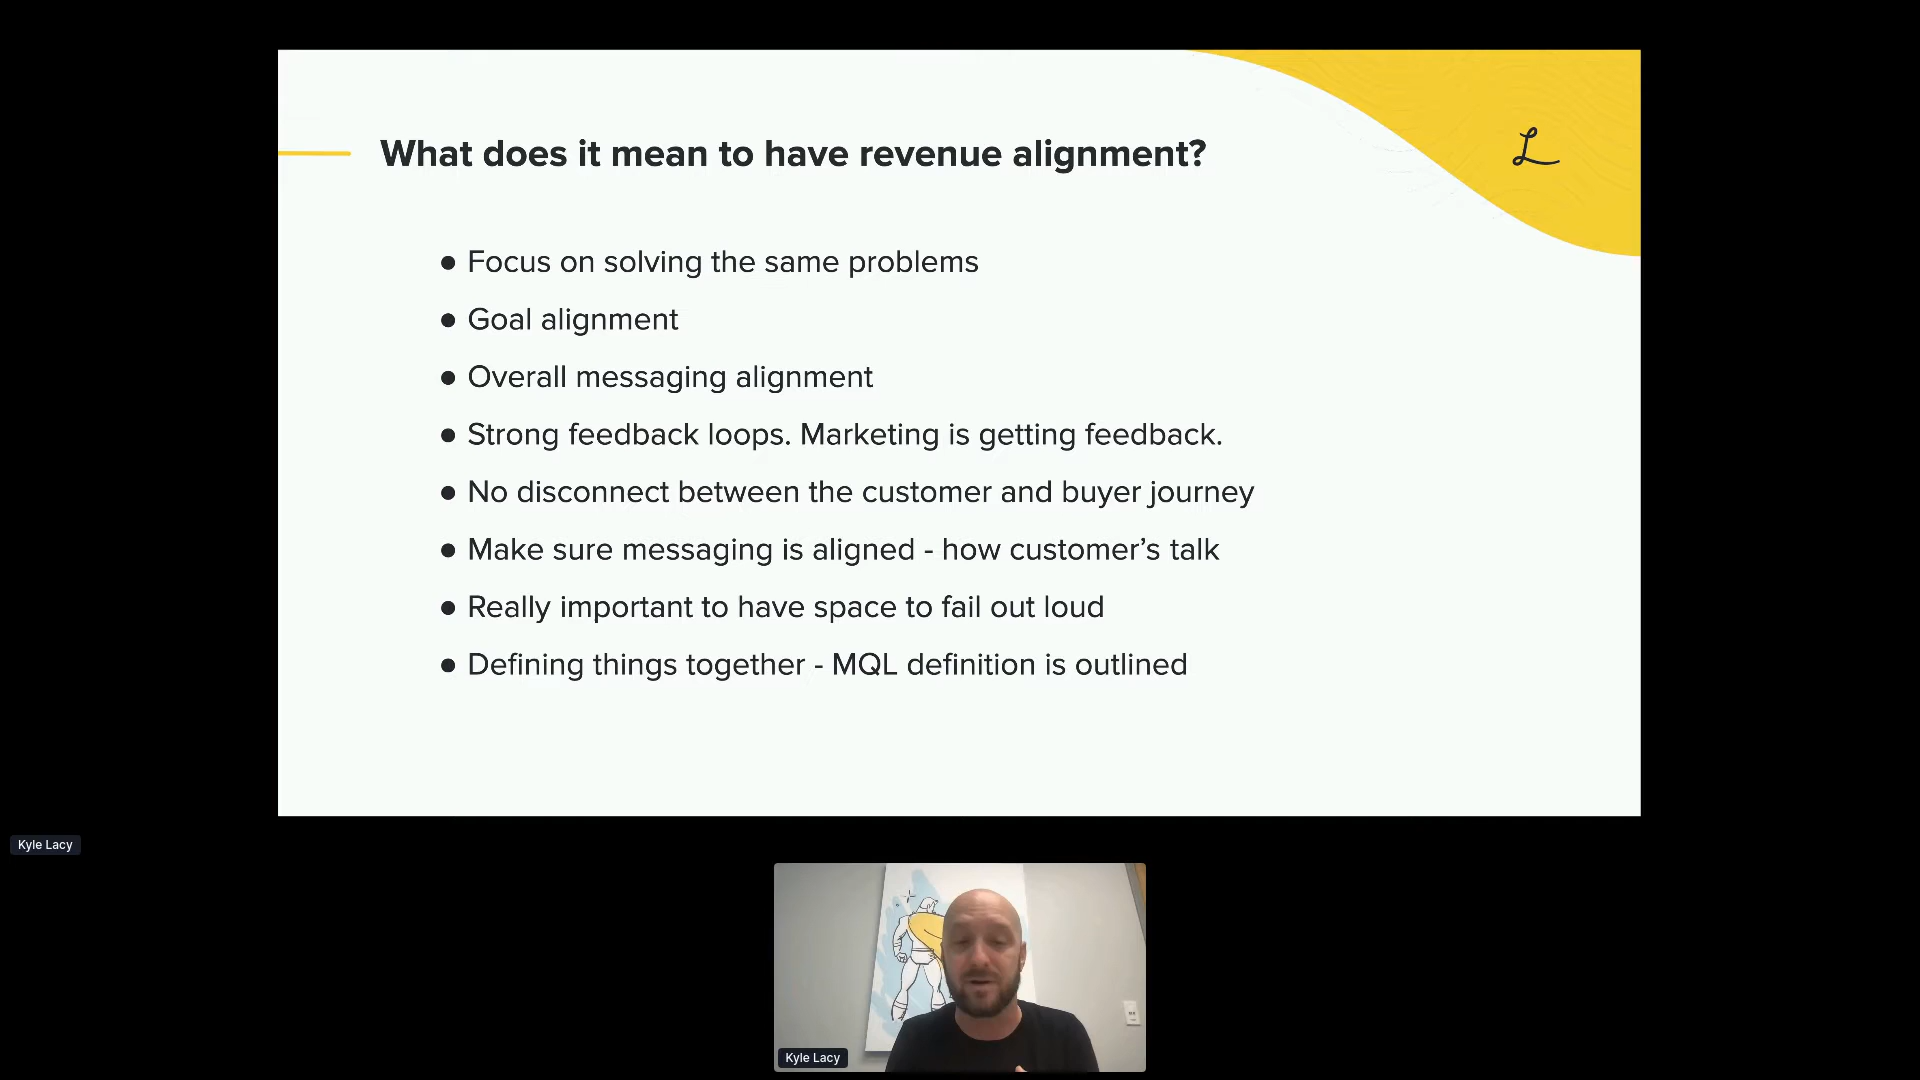 What does it mean to have revenue alignment?
● Focus on solving the same problems
● Goal alignment
● Overall messaging alignment
● Strong feedback loops. Marketing is getting feedback.
● No disconnect between the customer and buyer journey
● Make sure messaging is aligned - how customer’s talk
● Really important to have space to fail out loud
● Defining things together - MQL definition is outlined
L
Kyle Lacy
Kyle Lacy